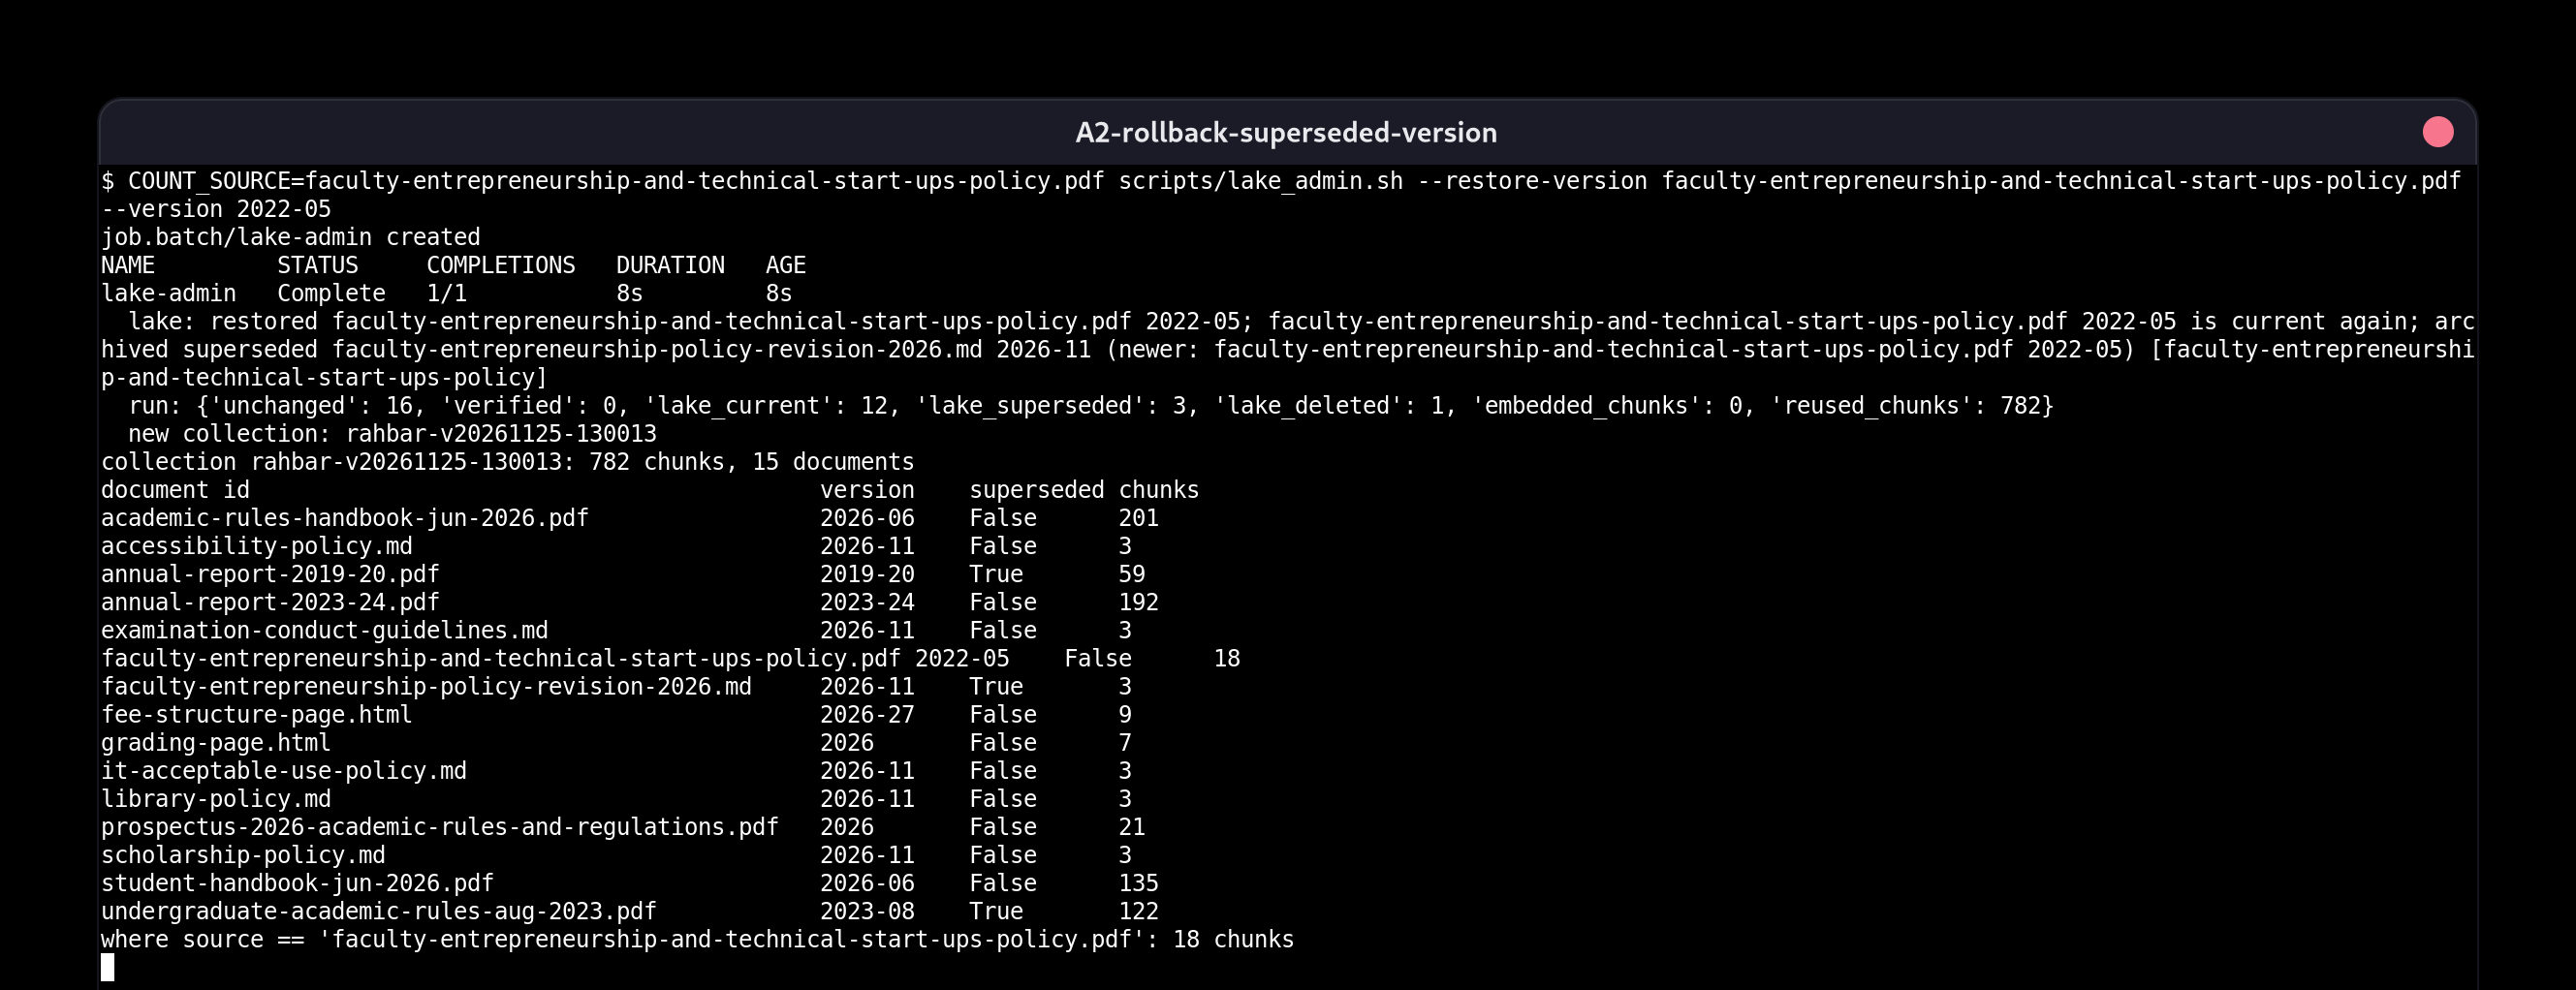 A2-rollback-superseded-version
$ COUNT_SOURCE=faculty-entrepreneurship-and-technical-start-ups-policy.pdf scripts/lake_admin.sh --restore-version faculty-entrepreneurship-and-technical-start-ups-policy.pdf
--version 2022-05
job.batch/lake-admin created
NAME         STATUS     COMPLETIONS   DURATION   AGE
lake-admin   Complete   1/1           8s         8s
  lake: restored faculty-entrepreneurship-and-technical-start-ups-policy.pdf 2022-05; faculty-entrepreneurship-and-technical-start-ups-policy.pdf 2022-05 is current again; arc
hived superseded faculty-entrepreneurship-policy-revision-2026.md 2026-11 (newer: faculty-entrepreneurship-and-technical-start-ups-policy.pdf 2022-05) [faculty-entrepreneurshi
p-and-technical-start-ups-policy]
  run: {'unchanged': 16, 'verified': 0, 'lake_current': 12, 'lake_superseded': 3, 'lake_deleted': 1, 'embedded_chunks': 0, 'reused_chunks': 782}
  new collection: rahbar-v20261125-130013
collection rahbar-v20261125-130013: 782 chunks, 15 documents
document id                                          version    superseded chunks
academic-rules-handbook-jun-2026.pdf                 2026-06    False      201
accessibility-policy.md                              2026-11    False      3
annual-report-2019-20.pdf                            2019-20    True       59
annual-report-2023-24.pdf                            2023-24    False      192
examination-conduct-guidelines.md                    2026-11    False      3
faculty-entrepreneurship-and-technical-start-ups-policy.pdf 2022-05    False      18
faculty-entrepreneurship-policy-revision-2026.md     2026-11    True       3
fee-structure-page.html                              2026-27    False      9
grading-page.html                                    2026       False      7
it-acceptable-use-policy.md                          2026-11    False      3
library-policy.md                                    2026-11    False      3
prospectus-2026-academic-rules-and-regulations.pdf   2026       False      21
scholarship-policy.md                                2026-11    False      3
student-handbook-jun-2026.pdf                        2026-06    False      135
undergraduate-academic-rules-aug-2023.pdf            2023-08    True       122
where source == 'faculty-entrepreneurship-and-technical-start-ups-policy.pdf': 18 chunks